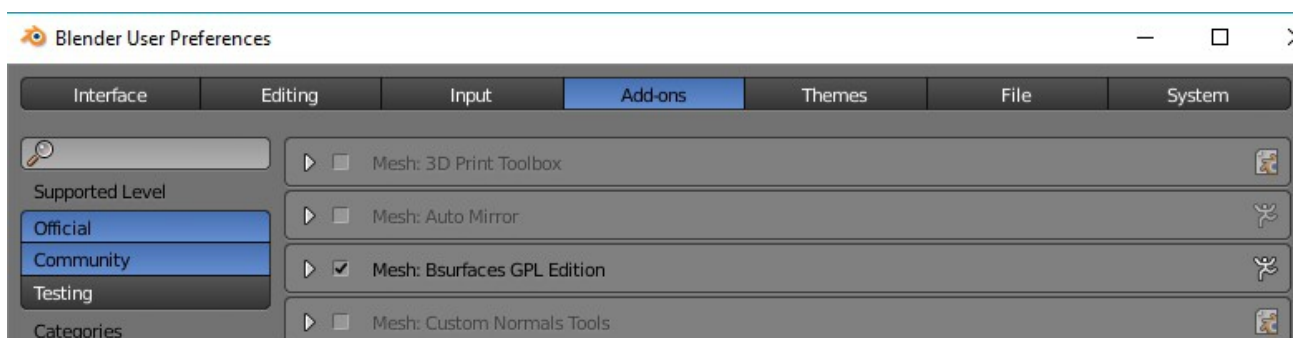 Blender User Preferences
Interface Editing Input Add-ons Themes File System
Supported Level
Official
Community
Testing
Categories
Mesh: 3D Print Toolbox
Mesh: Auto Mirror
Mesh: Bsurfaces GPL Edition
Mesh: Custom Normals Tools